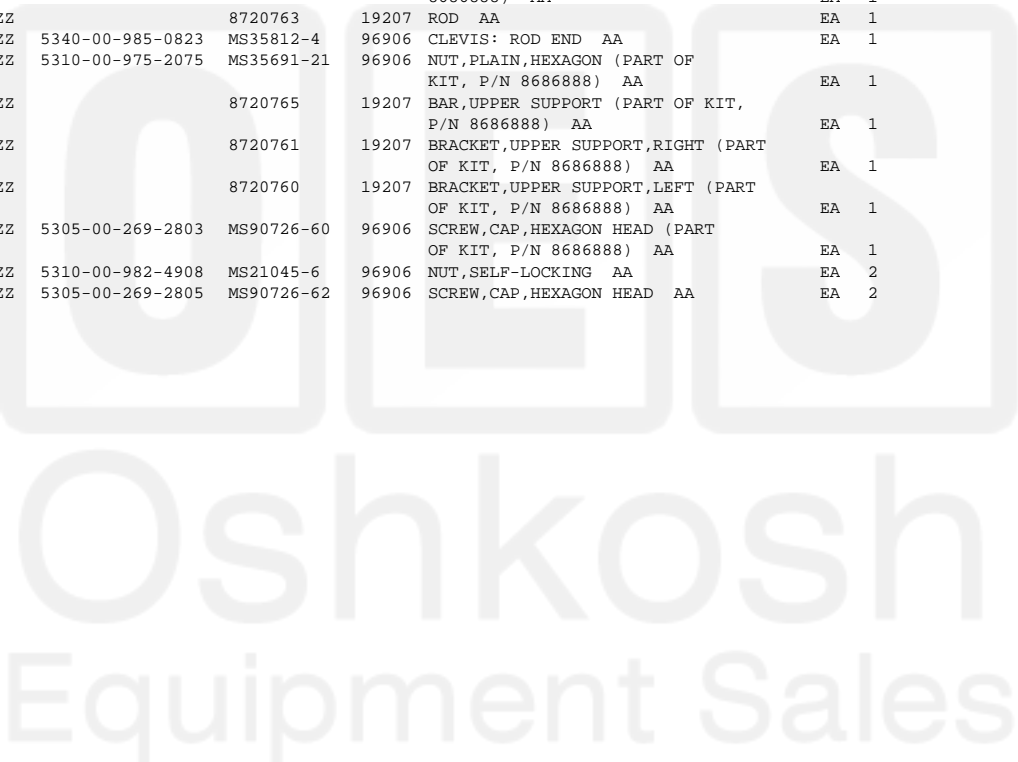 ZZ 8720763 19207 ROD AA EA 1
ZZ 5340-00-985-0823 MS35812-4 96906 CLEVIS: ROD END AA EA 1
ZZ 5310-00-975-2075 MS35691-21 96906 NUT,PLAIN,HEXAGON (PART OF
KIT, P/N 8686888) AA EA 1
ZZ 8720765 19207 BAR,UPPER SUPPORT (PART OF KIT,
P/N 8686888) AA EA 1
ZZ 8720761 19207 BRACKET,UPPER SUPPORT,RIGHT (PART
OF KIT, P/N 8686888) AA EA 1
ZZ 8720760 19207 BRACKET,UPPER SUPPORT,LEFT (PART
OF KIT, P/N 8686888) AA EA 1
ZZ 5305-00-269-2803 MS90726-60 96906 SCREW,CAP,HEXAGON HEAD (PART
OF KIT, P/N 8686888) AA EA 1
ZZ 5310-00-982-4908 MS21045-6 96906 NUT,SELF-LOCKING AA EA 2
ZZ 5305-00-269-2805 MS90726-62 96906 SCREW,CAP,HEXAGON HEAD AA EA 2
OES
Oshkosh
Equipment Sales